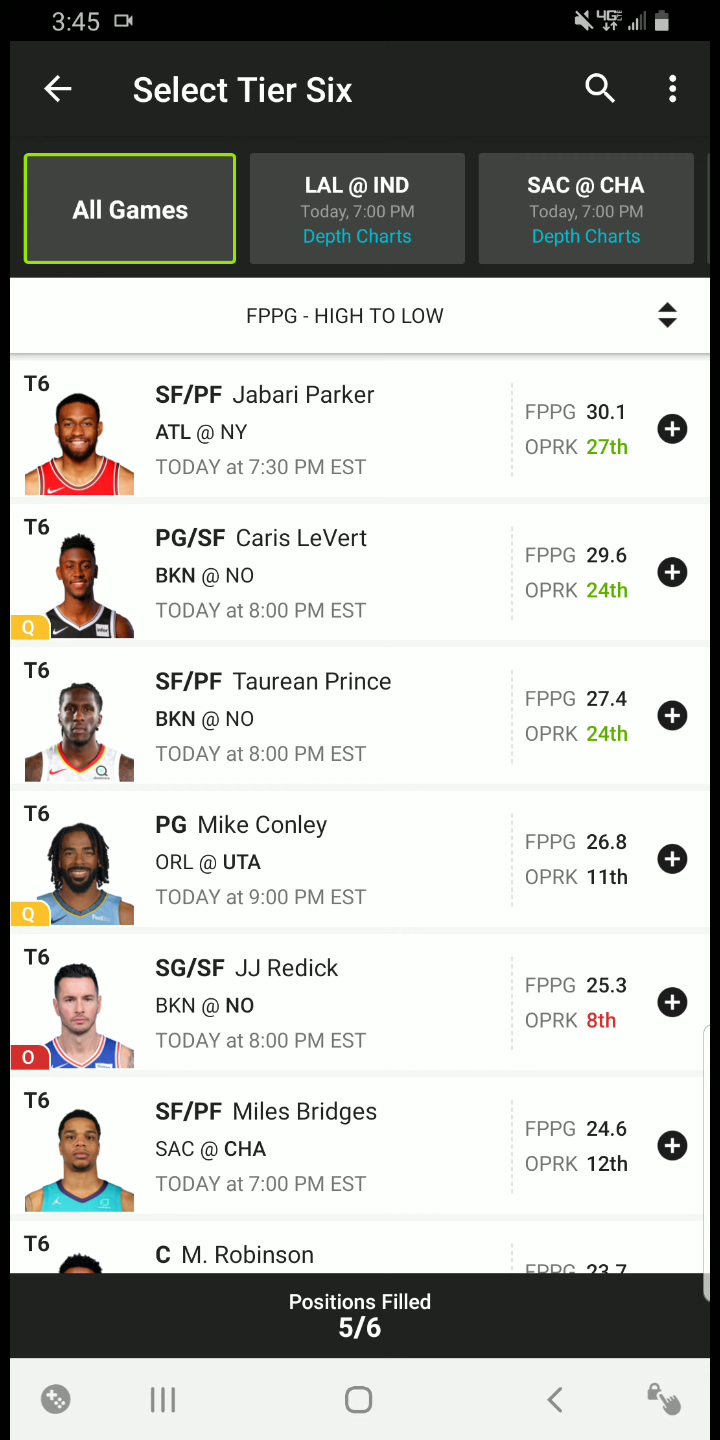 3:45 4GE
Select Tier Six
All Games
LAL @ IND
Today, 7:00 PM
Depth Charts
SAC @ CHA
Today, 7:00 PM
Depth Charts
FPPG - HIGH TO LOW
T6
SF/PF Jabari Parker
ATL @ NY
TODAY at 7:30 PM EST
FPPG 30.1
OPRK 27th
T6
Q
PG/SF Caris LeVert
BKN @ NO
TODAY at 8:00 PM EST
FPPG 29.6
OPRK 24th
T6
SF/PF Taurean Prince
BKN @ NO
TODAY at 8:00 PM EST
FPPG 27.4
OPRK 24th
T6
Q
PG Mike Conley
ORL @ UTA
TODAY at 9:00 PM EST
FPPG 26.8
OPRK 11th
T6
O
SG/SF JJ Redick
BKN @ NO
TODAY at 8:00 PM EST
FPPG 25.3
OPRK 8th
T6
SF/PF Miles Bridges
SAC @ CHA
TODAY at 7:00 PM EST
FPPG 24.6
OPRK 12th
T6
C M. Robinson
FPPG 23.7
Positions Filled
5/6